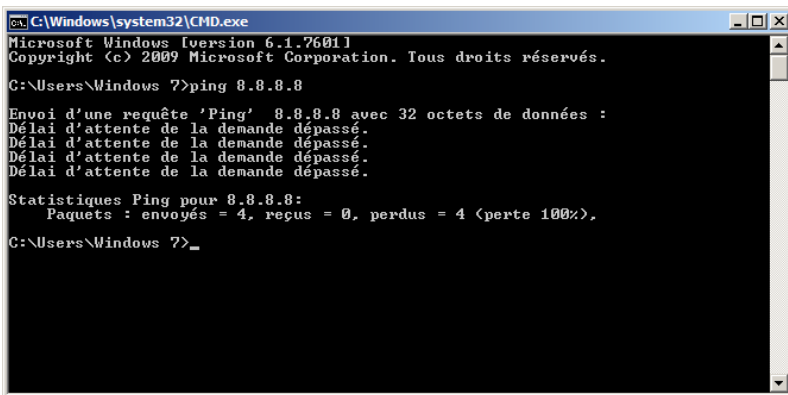 C:\Windows\system32\CMD.exe
Microsoft Windows [version 6.1.7601]
Copyright (c) 2009 Microsoft Corporation. Tous droits réservés.
C:\Users\Windows 7>ping 8.8.8.8
Envoi d'une requête 'Ping'  8.8.8.8 avec 32 octets de données :
Délai d'attente de la demande dépassé.
Délai d'attente de la demande dépassé.
Délai d'attente de la demande dépassé.
Délai d'attente de la demande dépassé.
Statistiques Ping pour 8.8.8.8:
    Paquets : envoyés = 4, reçus = 0, perdus = 4 (perte 100%),
C:\Users\Windows 7>_